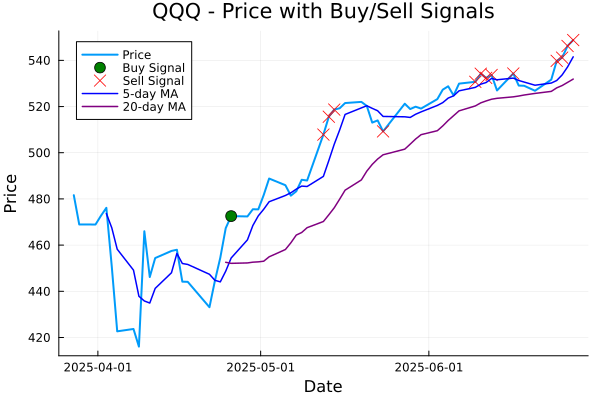 QQQ - Price with Buy/Sell Signals
Price
Buy Signal
Sell Signal
5-day MA
20-day MA
540
520
500
480
460
440
420
Price
2025-04-01
2025-05-01
2025-06-01
Date